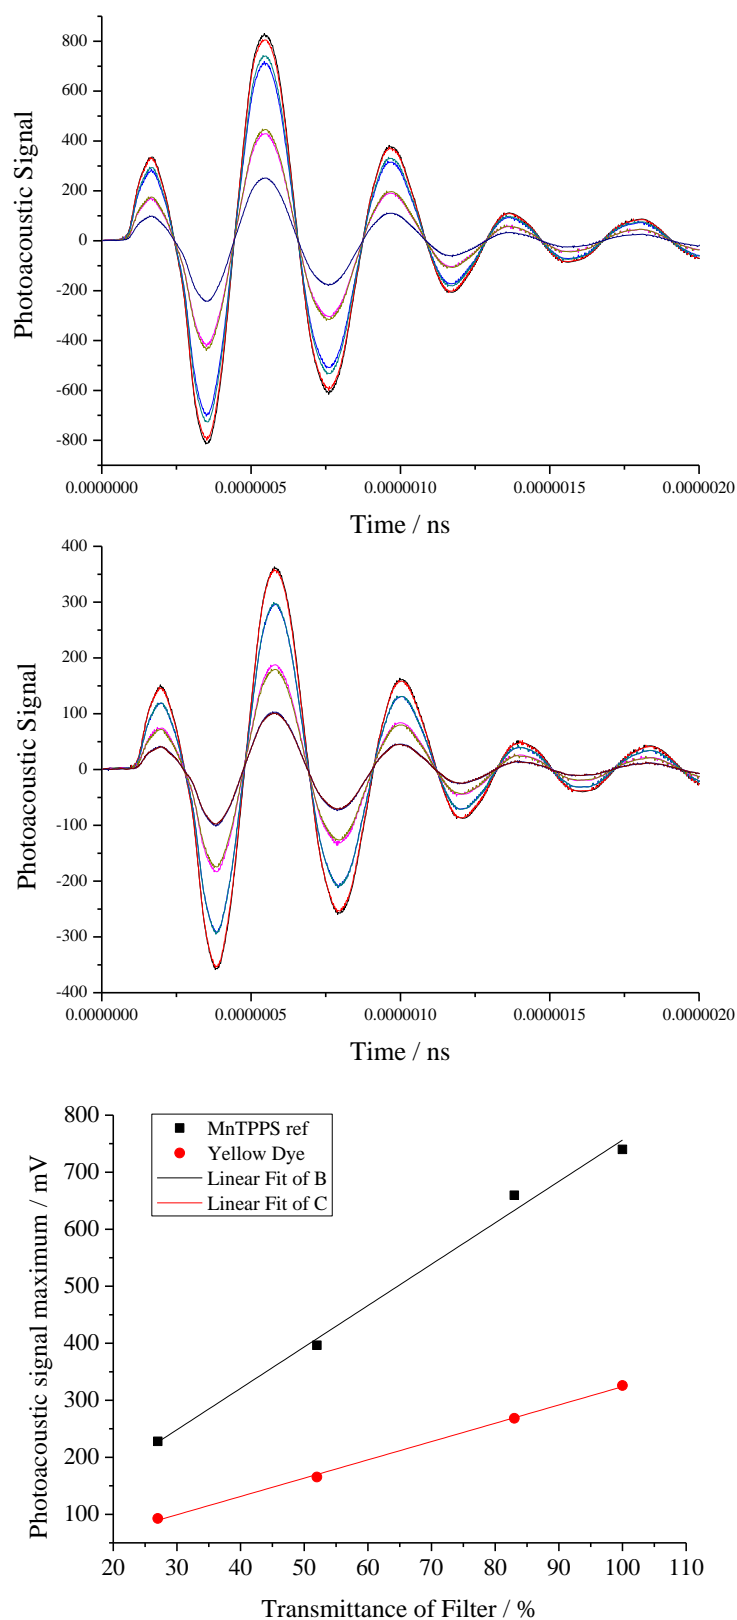 800
600
400
200
0
-200
-400
-600
-800
Photoacoustic Signal
0.0000000 0.0000005 0.0000010 0.0000015 0.0000020
Time / ns
400
300
200
100
0
-100
-200
-300
-400
Photoacoustic Signal
0.0000000 0.0000005 0.0000010 0.0000015 0.0000020
Time / ns
800
700
600
500
400
300
200
100
Photoacoustic signal maximum / mV
MnTPPS ref
Yellow Dye
Linear Fit of B
Linear Fit of C
20 30 40 50 60 70 80 90 100 110
Transmittance of Filter / %